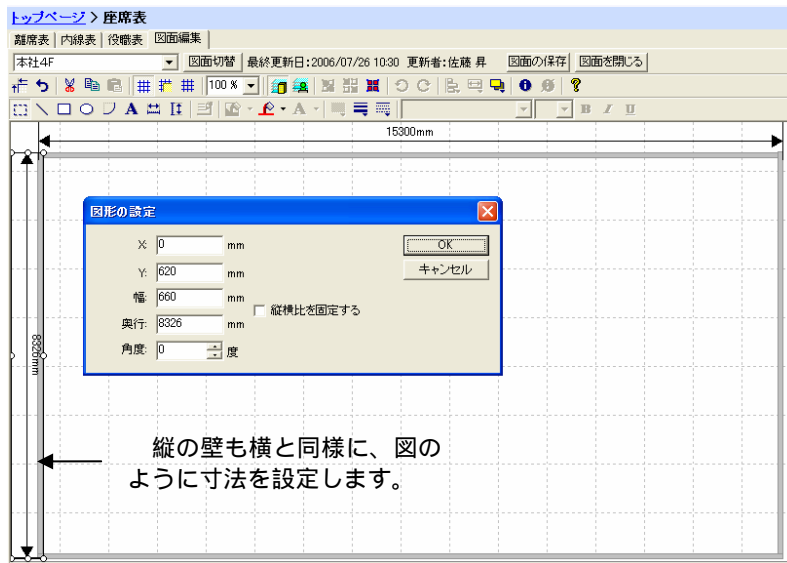 トップページ > 座席表
離席表 内線表 役職表 図面編集
本社4F 図面切替 最終更新日:2006/07/26 10:30 更新者:佐藤 昇 図面の保存 図面を閉じる
100 %
A A B I U
15300mm
図形の設定
X: 0 mm OK
Y: 620 mm キャンセル
幅: 660 mm
縦横比を固定する
奥行: 8326 mm
角度: 0 度
8326mm
縦の壁も横と同様に、図の
ように寸法を設定します。